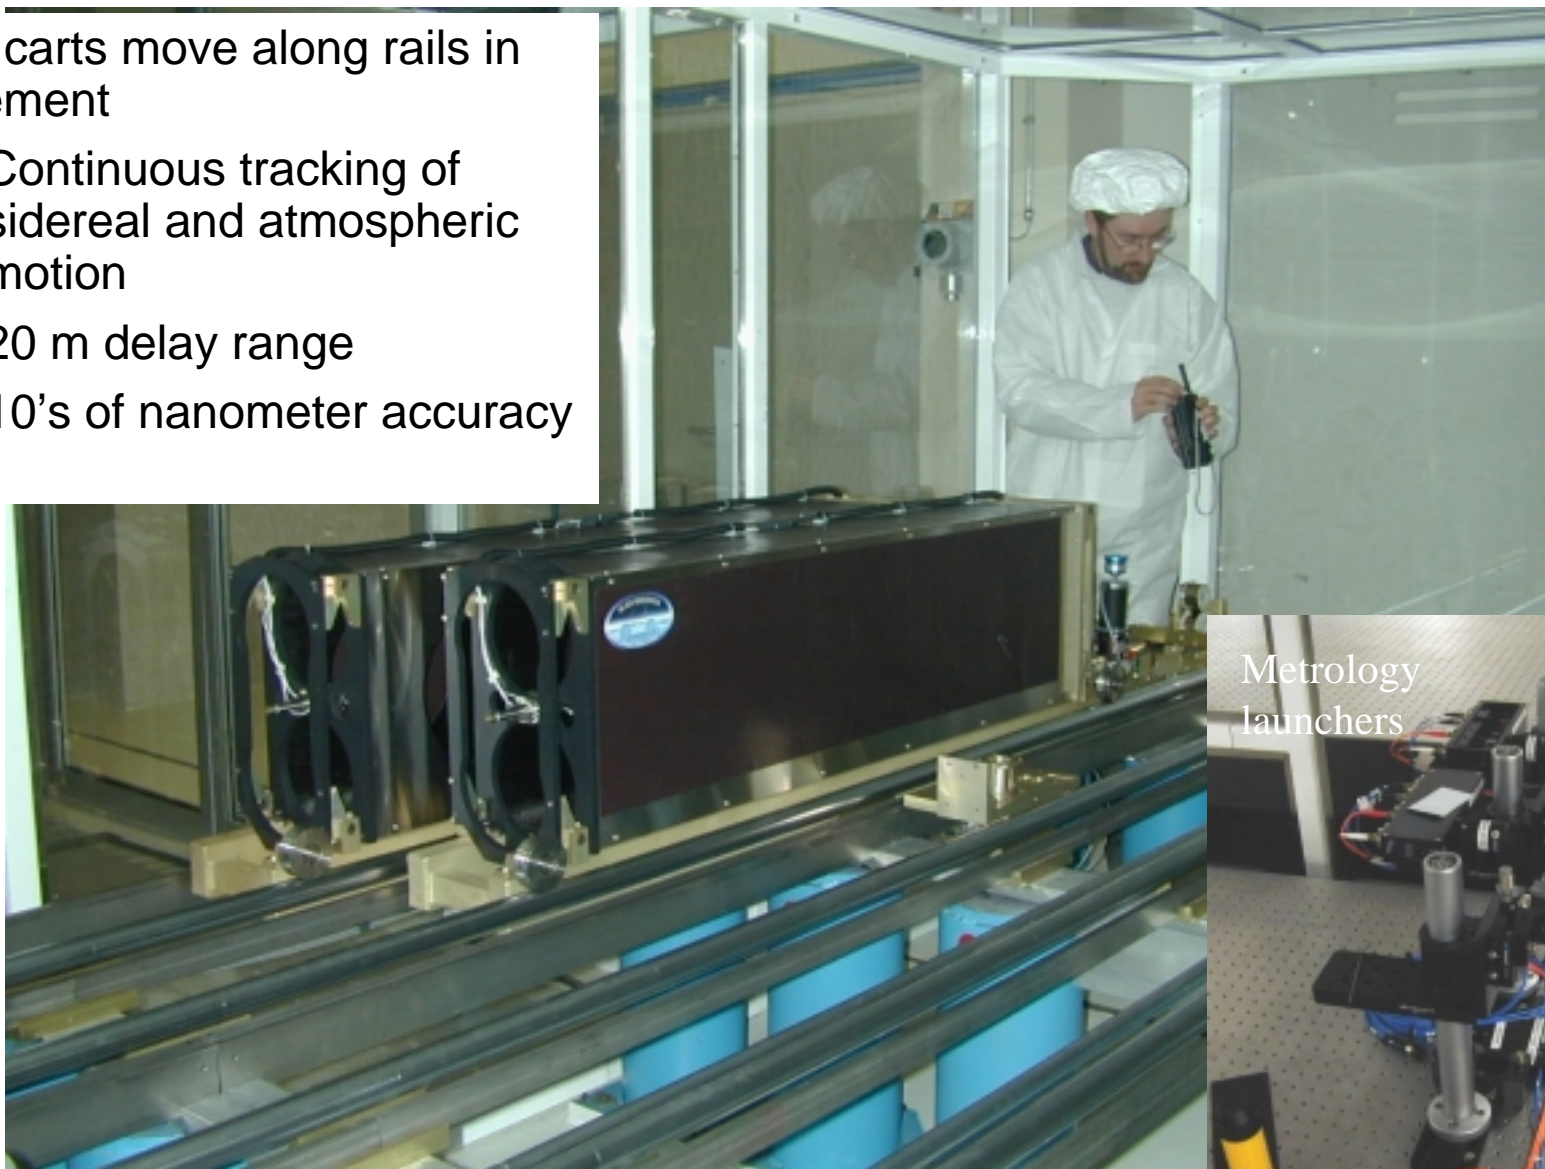 carts move along rails in
ement
Continuous tracking of
sidereal and atmospheric
motion
20 m delay range
10’s of nanometer accuracy
Metrology
launchers